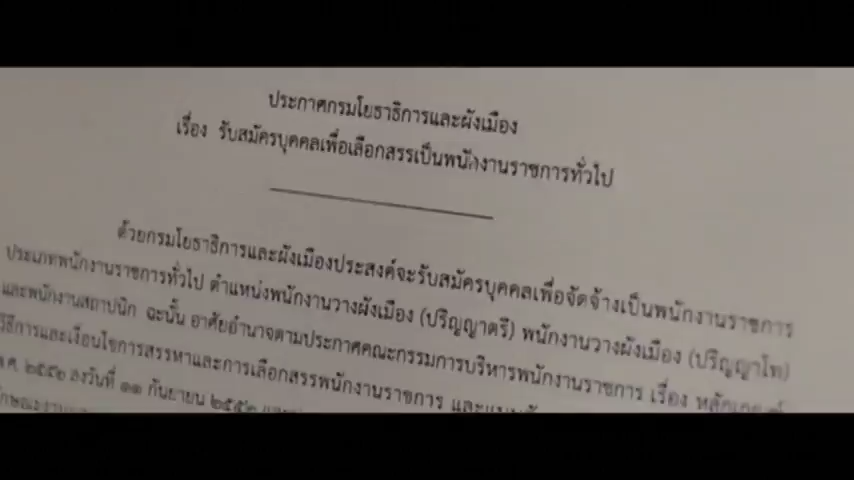 ประกาศกรมโยธาธิการและผังเมือง
เรื่อง รับสมัครบุคคลเพื่อเลือกสรรเป็นพนักงานราชการทั่วไป
ด้วยกรมโยธาธิการและผังเมืองประสงค์จะรับสมัครบุคคลเพื่อจัดจ้างเป็นพนักงานราชการ
ประเภทพนักงานราชการทั่วไป ตำแหน่งพนักงานวางผังเมือง (ปริญญาตรี) พนักงานวางผังเมือง (ปริญญาโท)
และพนักงานสถาปนิก ฉะนั้น อาศัยอำนาจตามประกาศคณะกรรมการบริหารพนักงานราชการ เรื่อง
วิธีการและเงื่อนไขการสรรหาและการเลือกสรรพนักงานราชการ
พ.ศ. ๒๕๕๒ ลงวันที่ ๑๑ กันยายน ๒๕๕๒